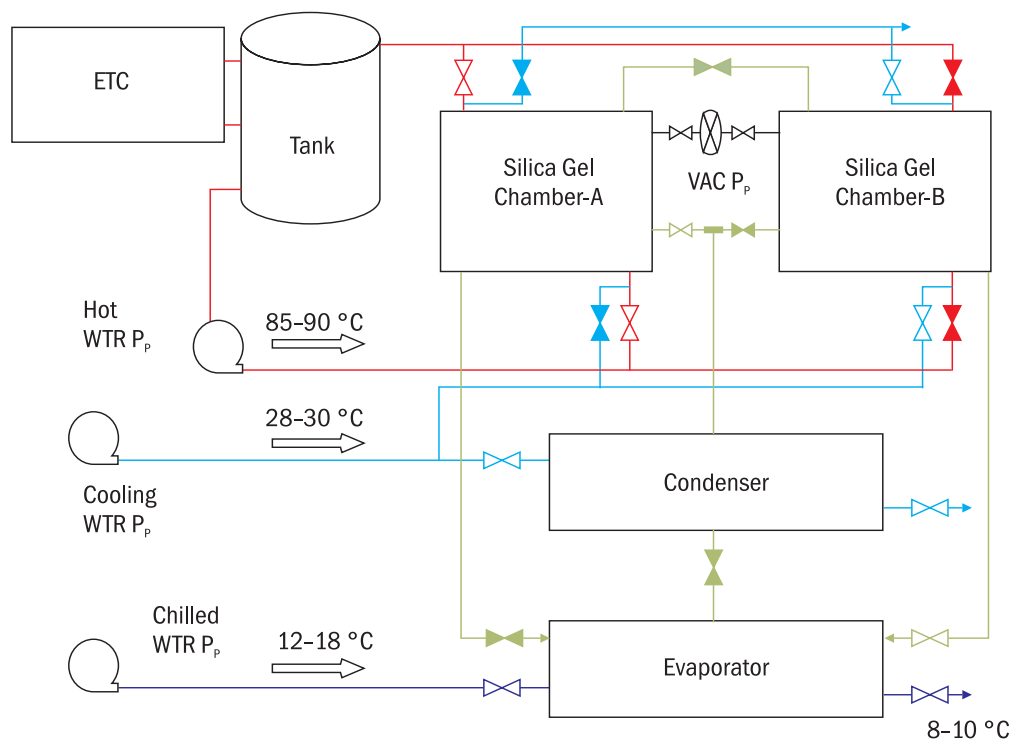 ETC
Tank
Silica Gel
Chamber-A
VAC Pₚ
Silica Gel
Chamber-B
Hot
WTR Pₚ
85–90 °C
28–30 °C
Cooling
WTR Pₚ
Condenser
Chilled
WTR Pₚ
12–18 °C
Evaporator
8–10 °C